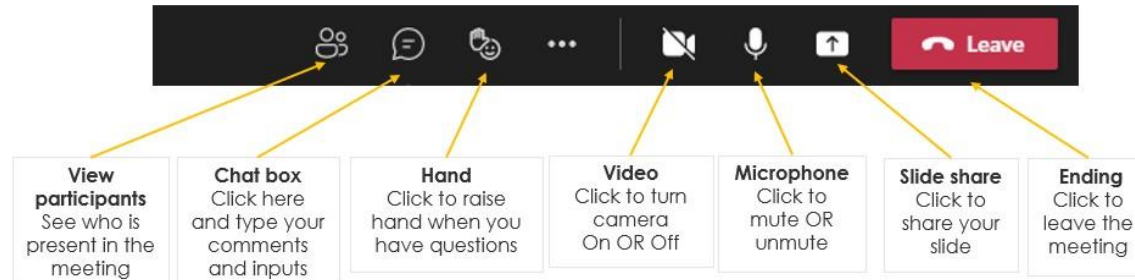 Leave
View
participants
See who is
present in the
meeting
Chat box
Click here
and type your
comments
and inputs
Hand
Click to raise
hand when you
have questions
Video
Click to turn
camera
On OR Off
Microphone
Click to
mute OR
unmute
Slide share
Click to
share your
slide
Ending
Click to
leave the
meeting